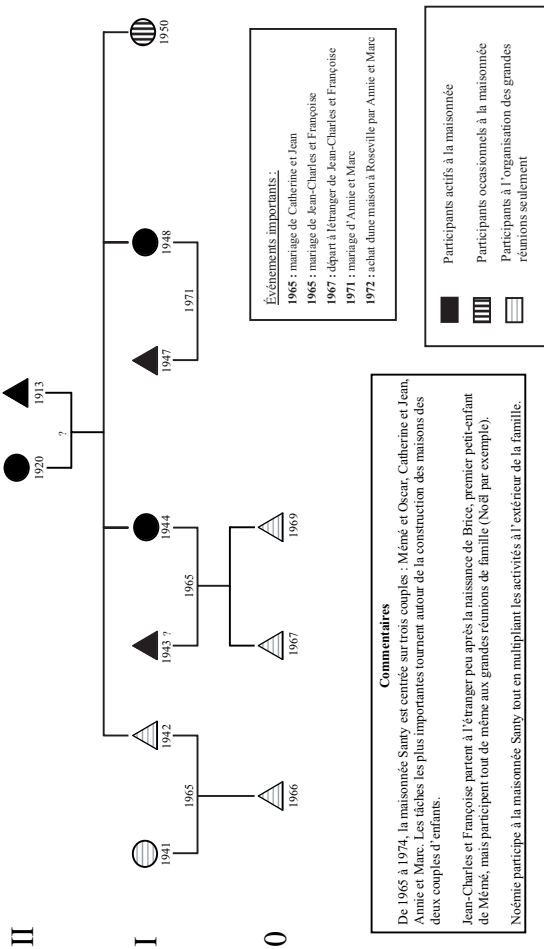 II
1920
1913
?
I
1941
1942
1943 ?
1944
1947
1948
1950
1965
1965
1971
0
1966
1967
1969
Événements importants :
1965 : mariage de Catherine et Jean
1965 : mariage de Jean-Charles et Françoise
1967 : départ à l'étranger de Jean-Charles et Françoise
1971 : mariage d'Annie et Marc
1972 : achat dune maison à Roseville par Annie et Marc
Commentaires
De 1965 à 1974, la maisonnée Santy est centrée sur trois couples : Mémé et Oscar, Catherine et Jean,
Annie et Marc. Les tâches les plus importantes tournent autour de la construction des maisons des
deux couples d'enfants.
Jean-Charles et Françoise partent à l'étranger peu après la naissance de Brice, premier petit-enfant
de Mémé, mais participent tout de même aux grandes réunions de famille (Noël par exemple).
Noémie participe à la maisonnée Santy tout en multipliant les activités à l'extérieur de la famille.
Participants actifs à la maisonnée
Participants occasionnels à la maisonnée
Participants à l'organisation des grandes
réunions seulement